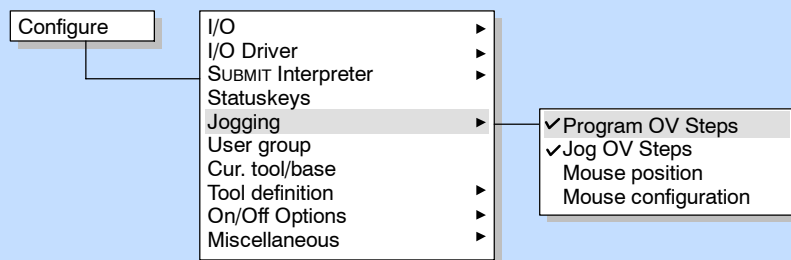 Configure
I/O
I/O Driver
SUBMIT Interpreter
Statuskeys
Jogging
User group
Cur. tool/base
Tool definition
On/Off Options
Miscellaneous
Program OV Steps
Jog OV Steps
Mouse position
Mouse configuration